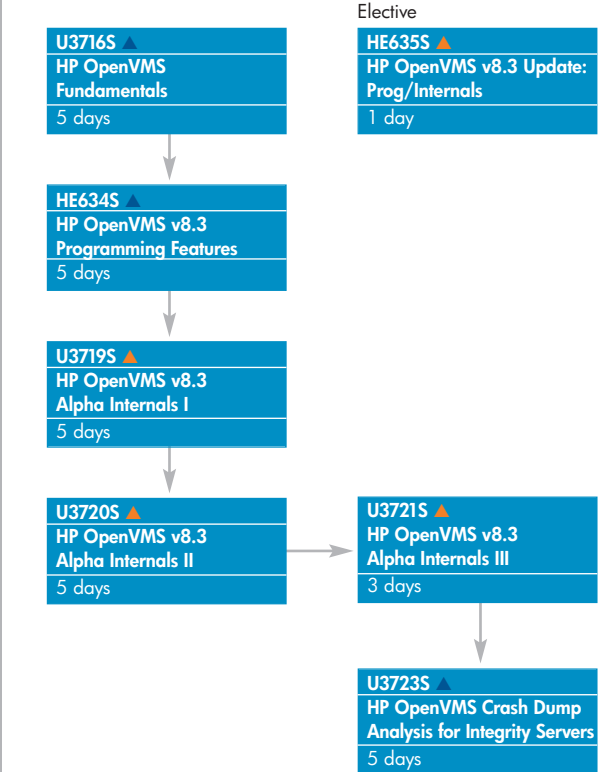 U3716S
HP OpenVMS
Fundamentals
5 days
Elective
HE635S
HP OpenVMS v8.3 Update:
Prog/Internals
1 day
HE634S
HP OpenVMS v8.3
Programming Features
5 days
U3719S
HP OpenVMS v8.3
Alpha Internals I
5 days
U3720S
HP OpenVMS v8.3
Alpha Internals II
5 days
U3721S
HP OpenVMS v8.3
Alpha Internals III
3 days
U3723S
HP OpenVMS Crash Dump
Analysis for Integrity Servers
5 days